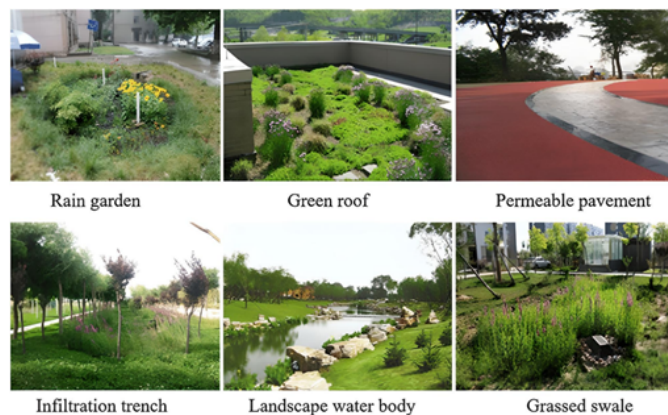 Rain garden
Green roof
Permeable pavement
Infiltration trench
Landscape water body
Grassed swale